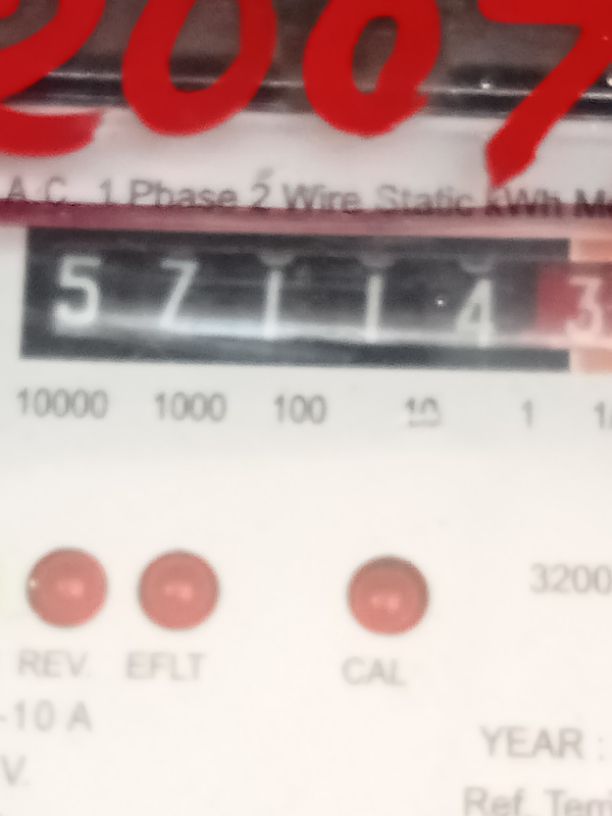 2007
A.C. 1 Phase 2 Wire Static kWh
5 7 1 1 4 3
10000 1000 100 10 1
3200
REV. EFLT CAL
-10 A
V.
YEAR :
Ref.